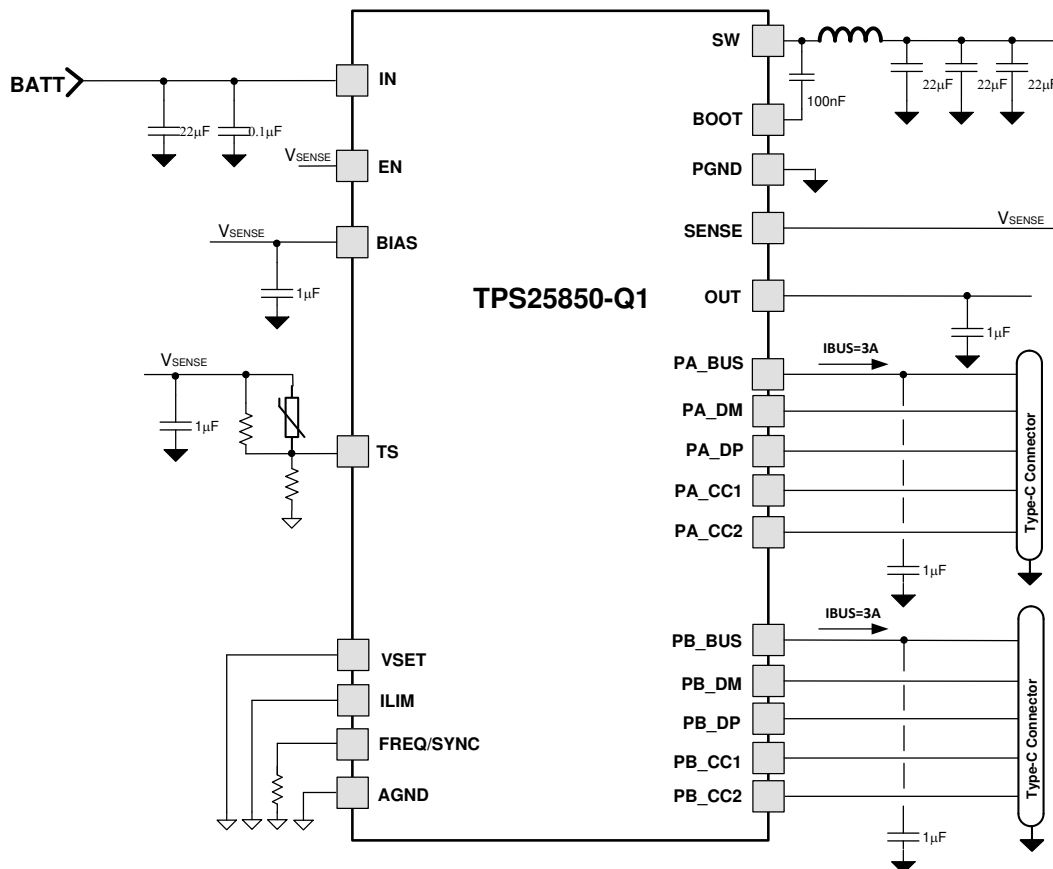 BATT
22µF
0.1µF
IN
VSENSE
EN
VSENSE
BIAS
1µF
VSENSE
1µF
TS
VSET
ILIM
FREQ/SYNC
AGND
TPS25850-Q1
SW
100nF
22µF
22µF
22µF
BOOT
PGND
SENSE
VSENSE
OUT
1µF
PA_BUS
IBUS=3A
PA_DM
PA_DP
PA_CC1
PA_CC2
1µF
Type-C Connector
PB_BUS
IBUS=3A
PB_DM
PB_DP
PB_CC1
PB_CC2
1µF
Type-C Connector